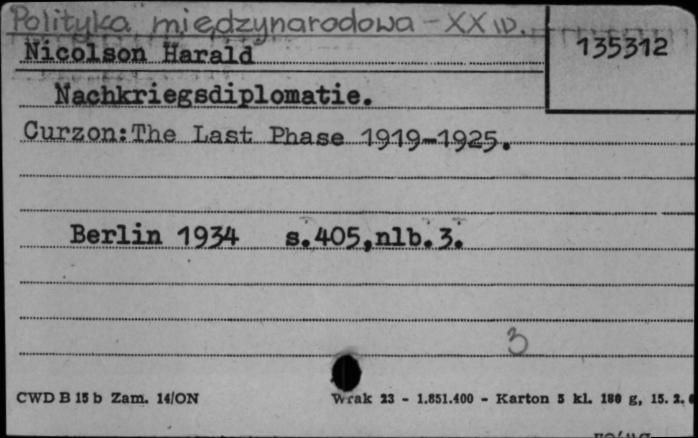 Polityka międzynarodowa - XX w.
Nicolson Harald
135312
Nachkriegsdiplomatie.
Curzon:The Last Phase 1919-1925.
Berlin 1934 s.405,nlb.3.
3
CWD B 15 b Zam. 14/ON
Wrak 23 - 1.851.400 - Karton 5 kl. 180 g, 15. 2.